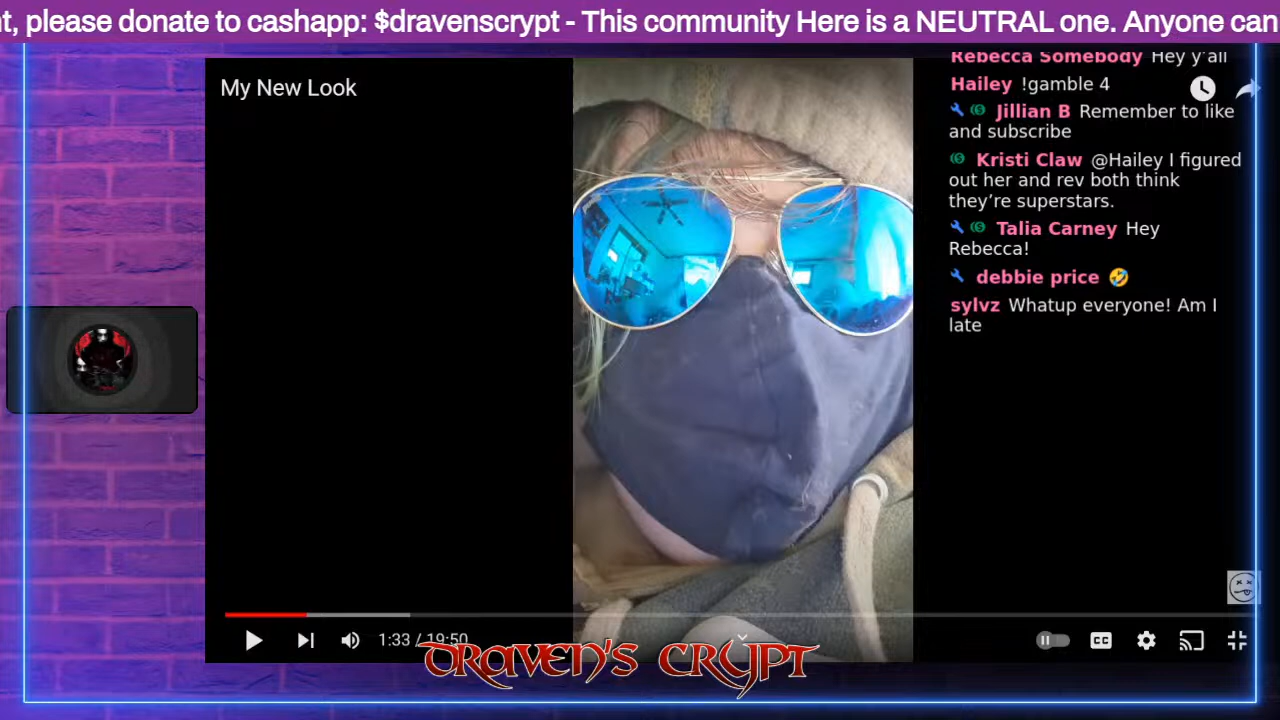 t, please donate to cashapp: $dravenscrypt - This community Here is a NEUTRAL one. Anyone can
My New Look
Rebecca Somebody Hey y'all
Hailey !gamble 4
Jillian B Remember to like
and subscribe
Kristi Claw @Hailey I figured
out her and rev both think
they're superstars.
Talia Carney Hey
Rebecca!
debbie price 🤣
sylvz Whatup everyone! Am I
late
1:33 / 19:50
CC
DRAVEN'S CRYPT